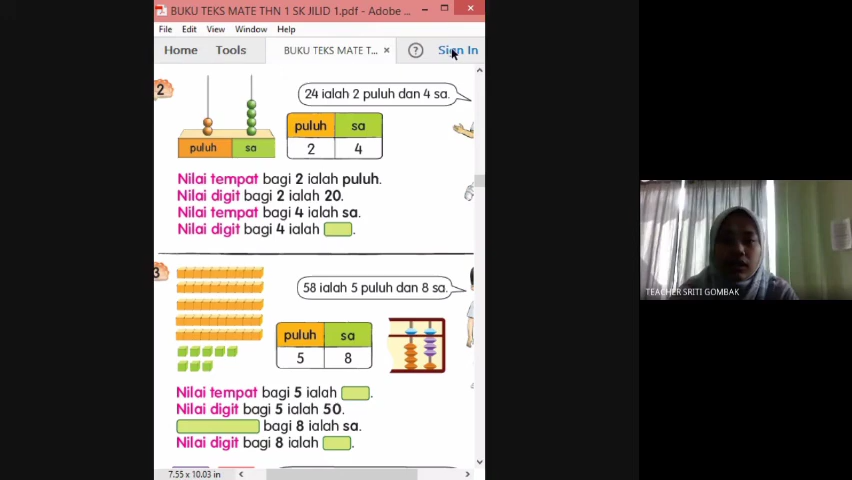 BUKU TEKS MATE THN 1 SK JILID 1.pdf - Adobe ...
File Edit View Window Help
Home Tools BUKU TEKS MATE T... × ? Sign In
2
24 ialah 2 puluh dan 4 sa.
puluh sa
2 4
puluh sa
Nilai tempat bagi 2 ialah puluh.
Nilai digit bagi 2 ialah 20.
Nilai tempat bagi 4 ialah sa.
Nilai digit bagi 4 ialah .
3
58 ialah 5 puluh dan 8 sa.
puluh sa
5 8
Nilai tempat bagi 5 ialah .
Nilai digit bagi 5 ialah 50.
bagi 8 ialah sa.
Nilai digit bagi 8 ialah .
7.55 x 10.03 in
TEACHER SRITI GOMBAK